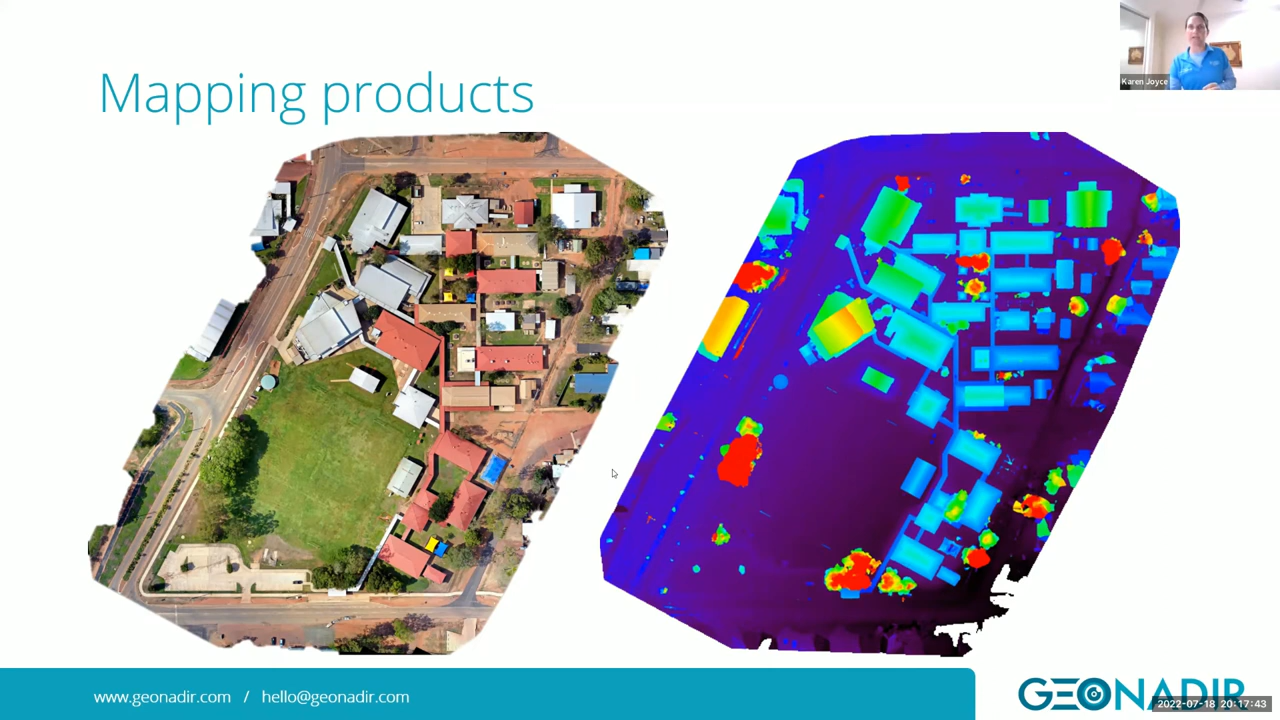 Karen Joyce
Mapping products
www.geonadir.com / hello@geonadir.com
GEONADIR
2022-07-18 20:17:43